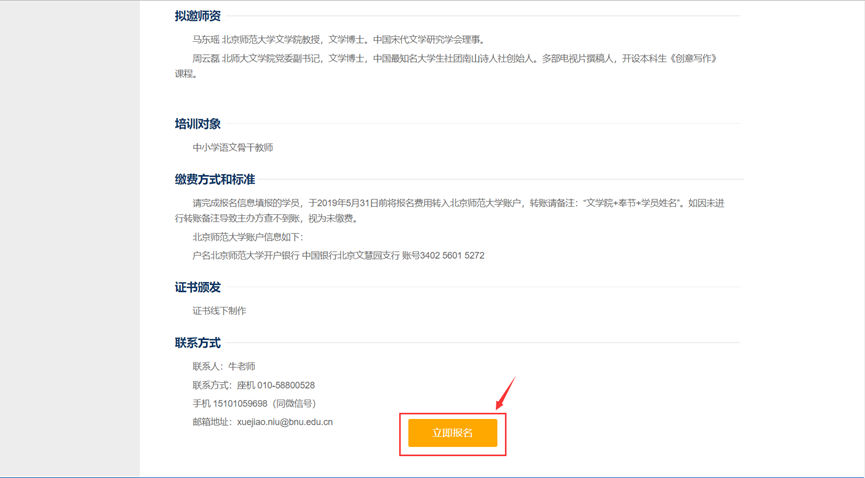 拟邀师资
马东瑶 北京师范大学文学院教授，文学博士。中国宋代文学研究学会理事。
周云磊 北师大文学院党委副书记，文学博士，中国最知名大学生社团南山诗人社创始人。多部电视片撰稿人，开设本科生《创意写作》
课程。
培训对象
中小学语文骨干教师
缴费方式和标准
请完成报名信息填报的学员，于2019年5月31日前将报名费用转入北京师范大学账户，转账请备注：“文学院+奉节+学员姓名”。如因未进
行转账备注导致主办方查不到账，视为未缴费。
北京师范大学账户信息如下：
户名北京师范大学开户银行 中国银行北京文慧园支行 账号3402 5601 5272
证书颁发
证书线下制作
联系方式
联系人：牛老师
联系方式：座机 010-58800528
手机 15101059698（同微信号）
邮箱地址：xuejiao.niu@bnu.edu.cn
立即报名